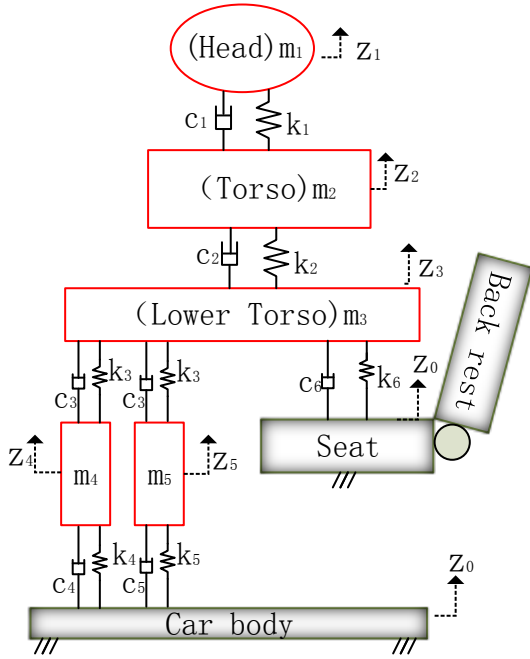 (Head)m₁
z₁
c₁
k₁
(Torso)m₂
z₂
c₂
k₂
z₃
(Lower Torso)m₃
Back rest
k₃
k₃
c₃
c₃
c₆
k₆
z₀
Seat
z₄
m₄
m₅
z₅
k₄
k₅
c₄
c₅
z₀
Car body